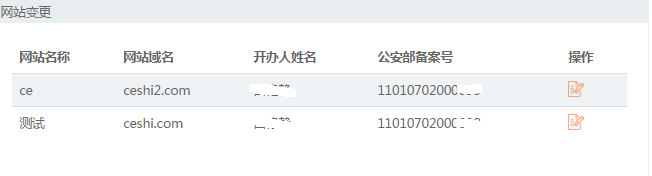 网站变更
网站名称 网站域名 开办人姓名 公安部备案号 操作
ce ceshi2.com 11010702000
测试 ceshi.com 11010702000